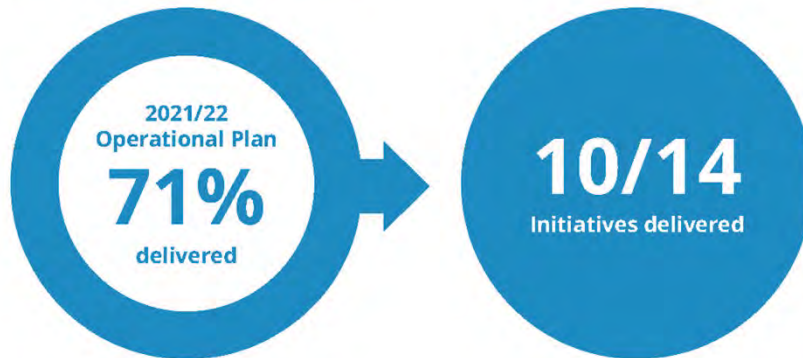 2021/22
Operational Plan
71%
delivered
10/14
Initiatives delivered